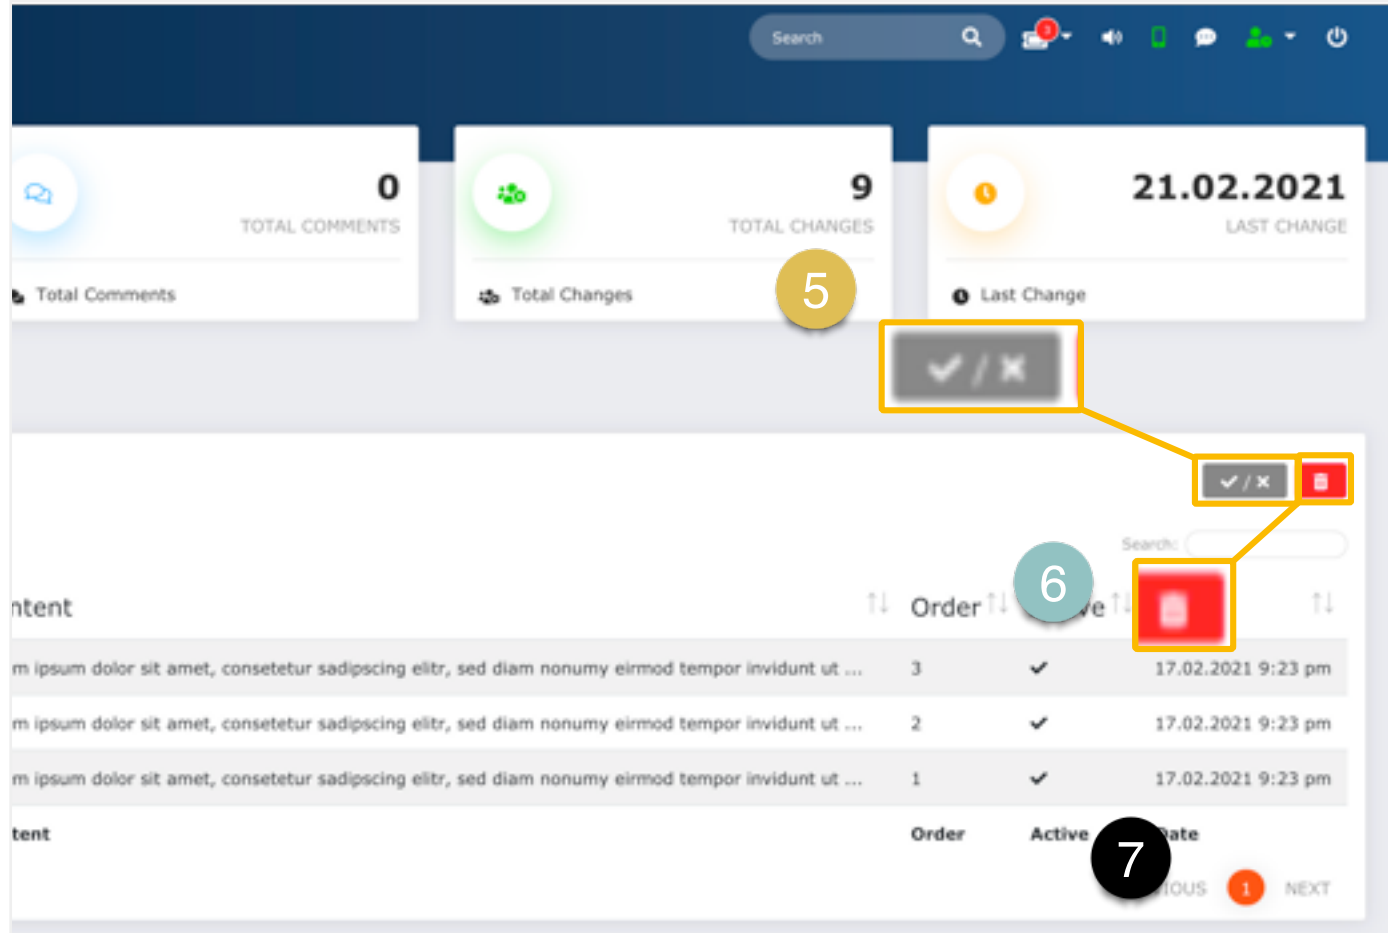 Search
3
0
TOTAL COMMENTS
Total Comments
9
TOTAL CHANGES
Total Changes
21.02.2021
LAST CHANGE
Last Change
5
/
/
Search:
6
ntent Order ve
m ipsum dolor sit amet, consetetur sadipscing elitr, sed diam nonumy eirmod tempor invidunt ut ... 3 17.02.2021 9:23 pm
m ipsum dolor sit amet, consetetur sadipscing elitr, sed diam nonumy eirmod tempor invidunt ut ... 2 17.02.2021 9:23 pm
m ipsum dolor sit amet, consetetur sadipscing elitr, sed diam nonumy eirmod tempor invidunt ut ... 1 17.02.2021 9:23 pm
tent Order Active ate
7
IOUS 1 NEXT